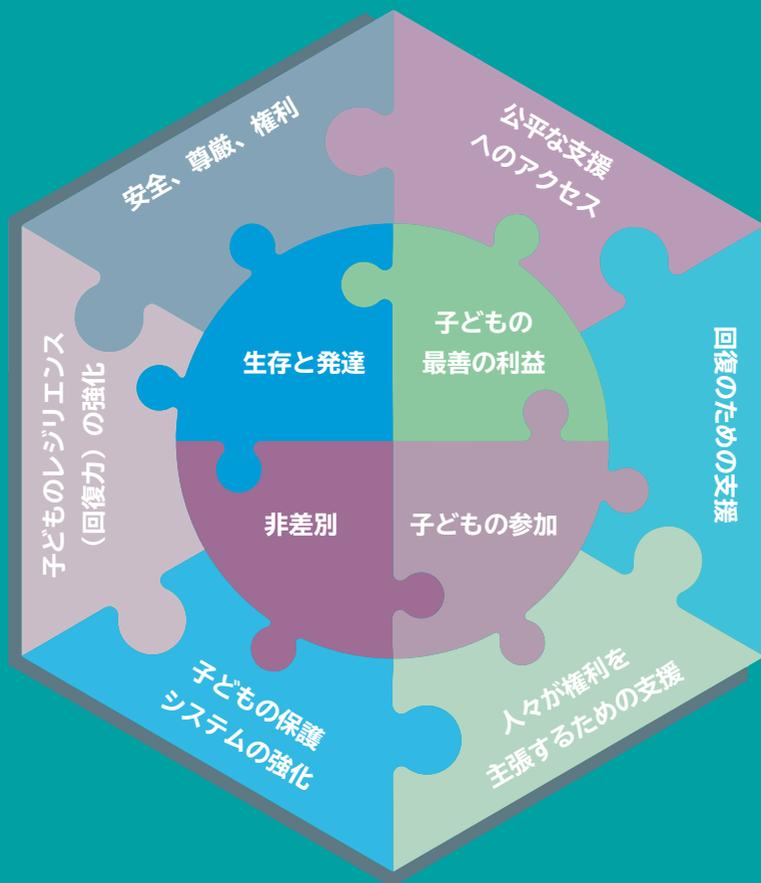 安全、尊厳、権利
公平な支援
へのアクセス
回復のための支援
人々が権利を
主張するための支援
子どもの保護
システムの強化
子どものレジリエンス
（回復力）の強化
生存と発達
子どもの
最善の利益
非差別
子どもの参加